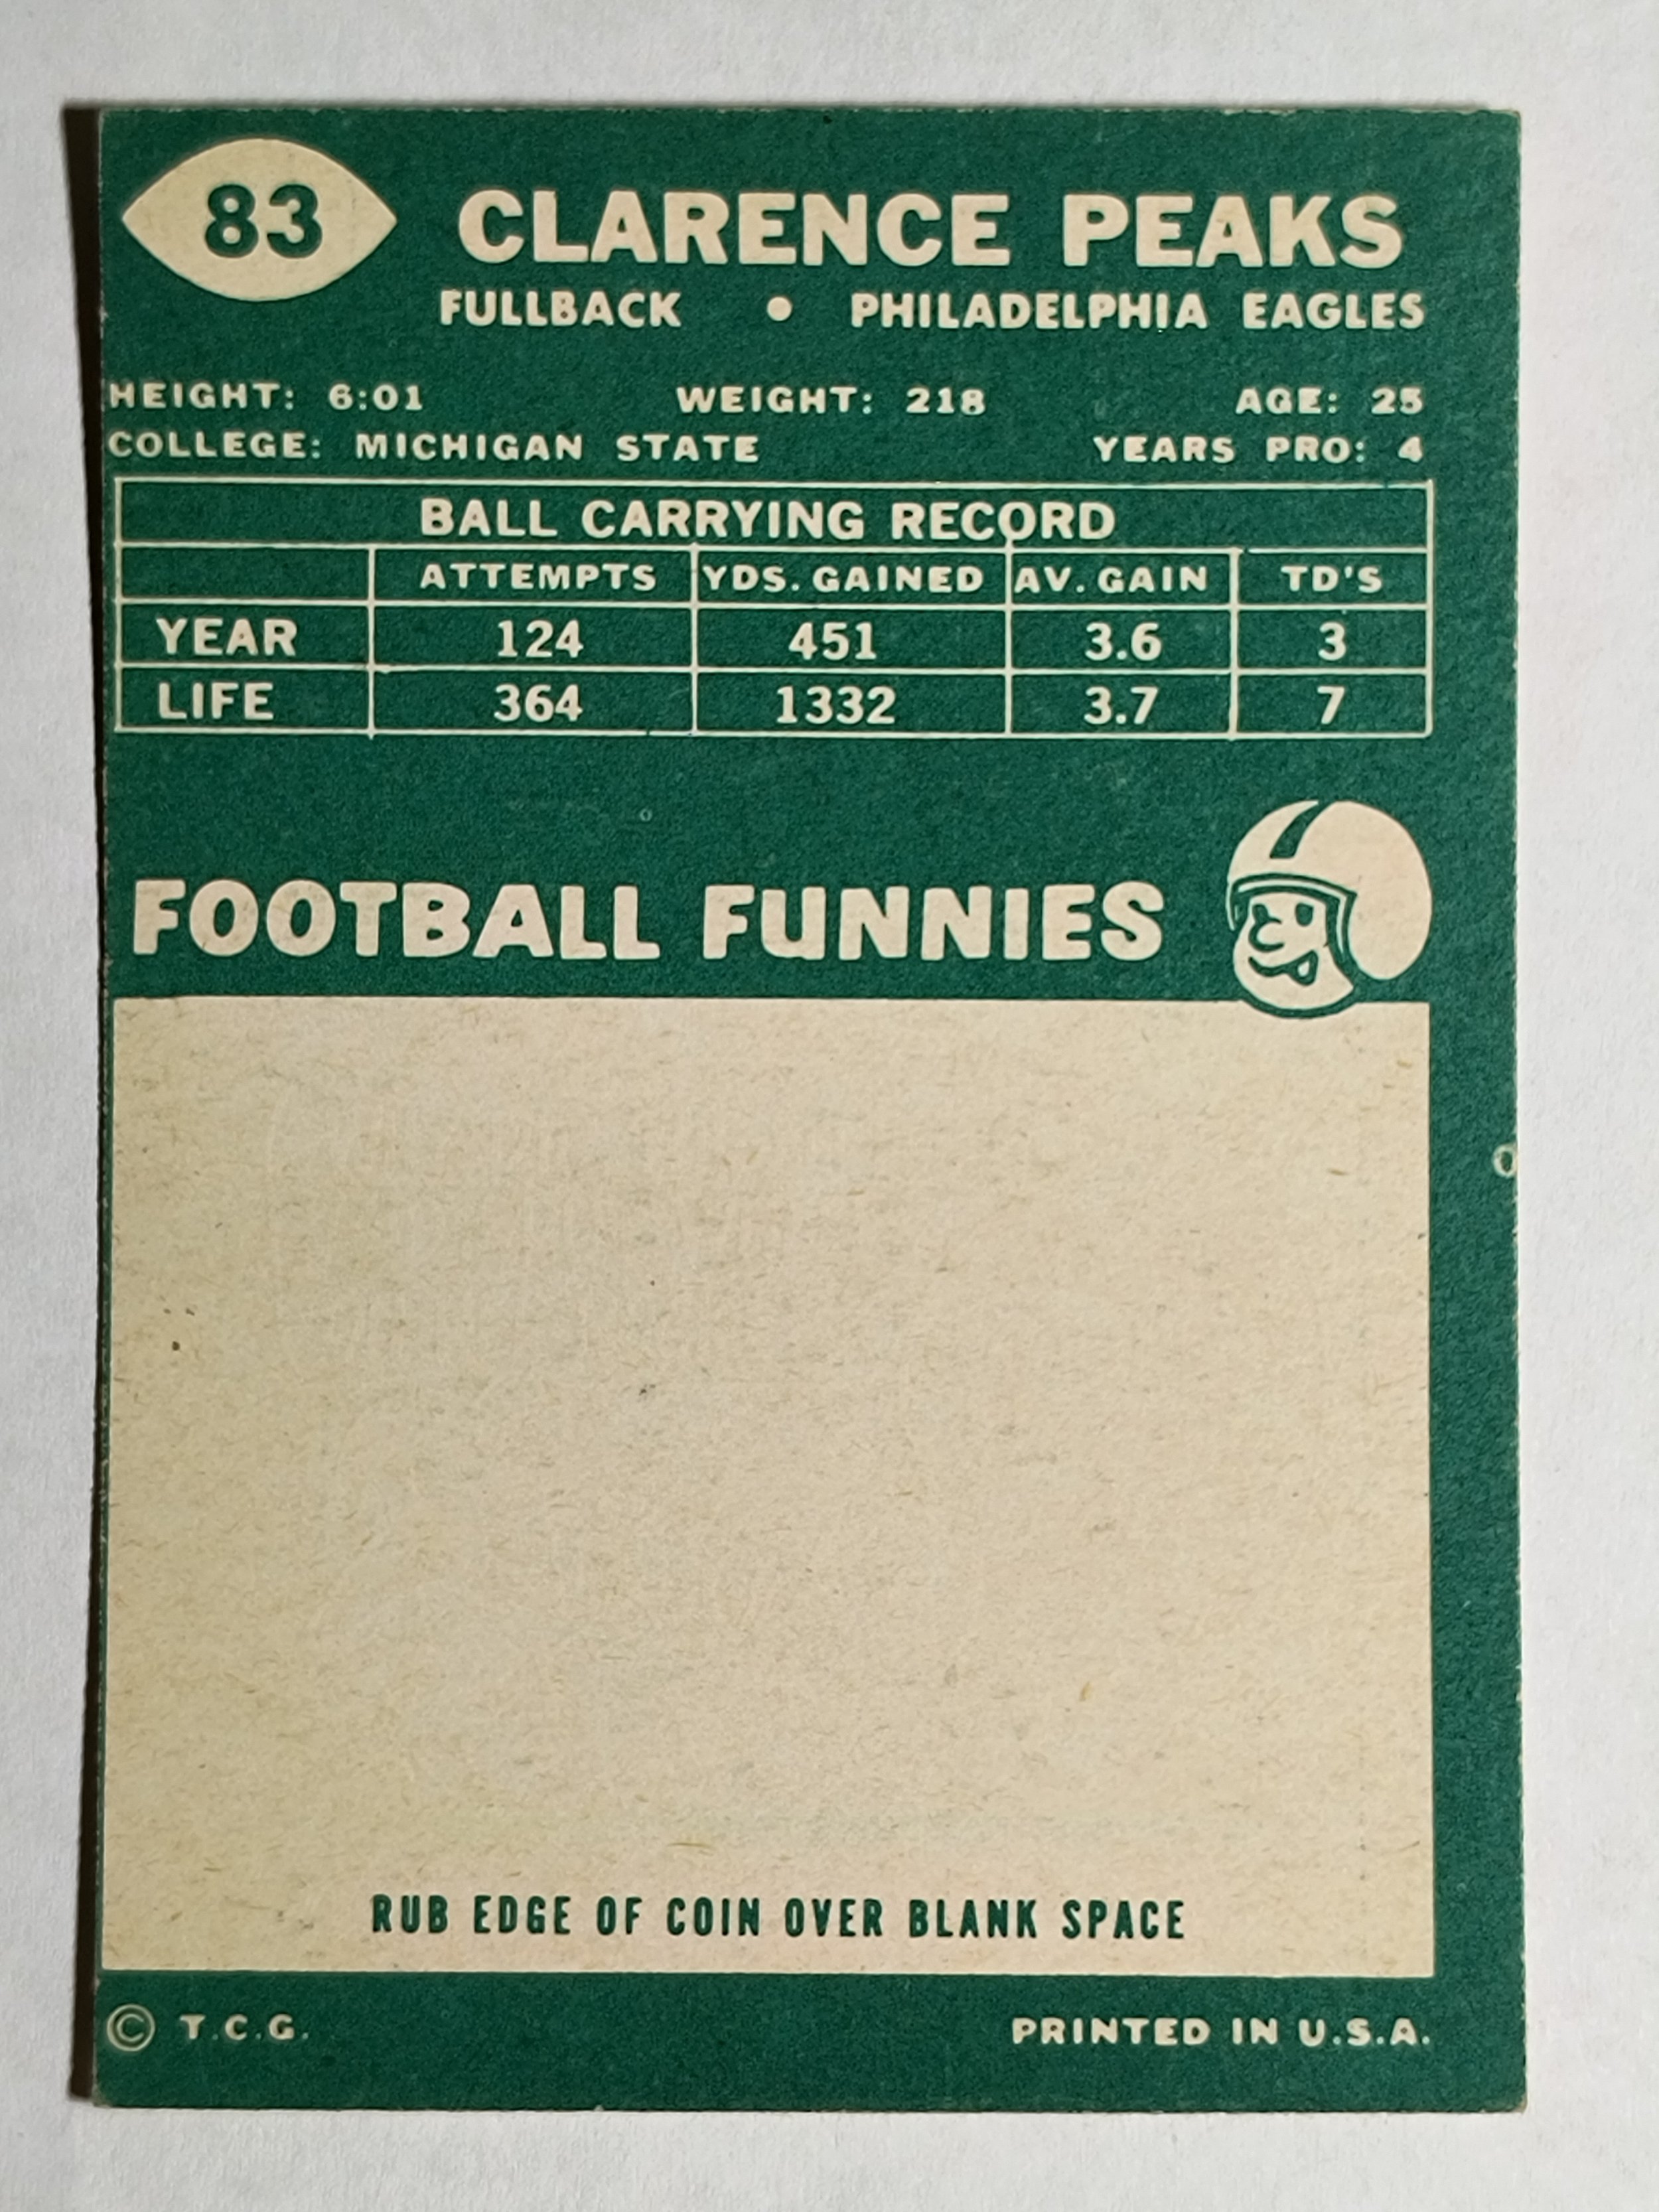 83
CLARENCE PEAKS
FULLBACK • PHILADELPHIA EAGLES
HEIGHT: 6:01 WEIGHT: 218 AGE: 25
COLLEGE: MICHIGAN STATE YEARS PRO: 4
BALL CARRYING RECORD
ATTEMPTS YDS. GAINED AV. GAIN TD'S
YEAR 124 451 3.6 3
LIFE 364 1332 3.7 7
FOOTBALL FUNNIES
RUB EDGE OF COIN OVER BLANK SPACE
© T.C.G. PRINTED IN U.S.A.